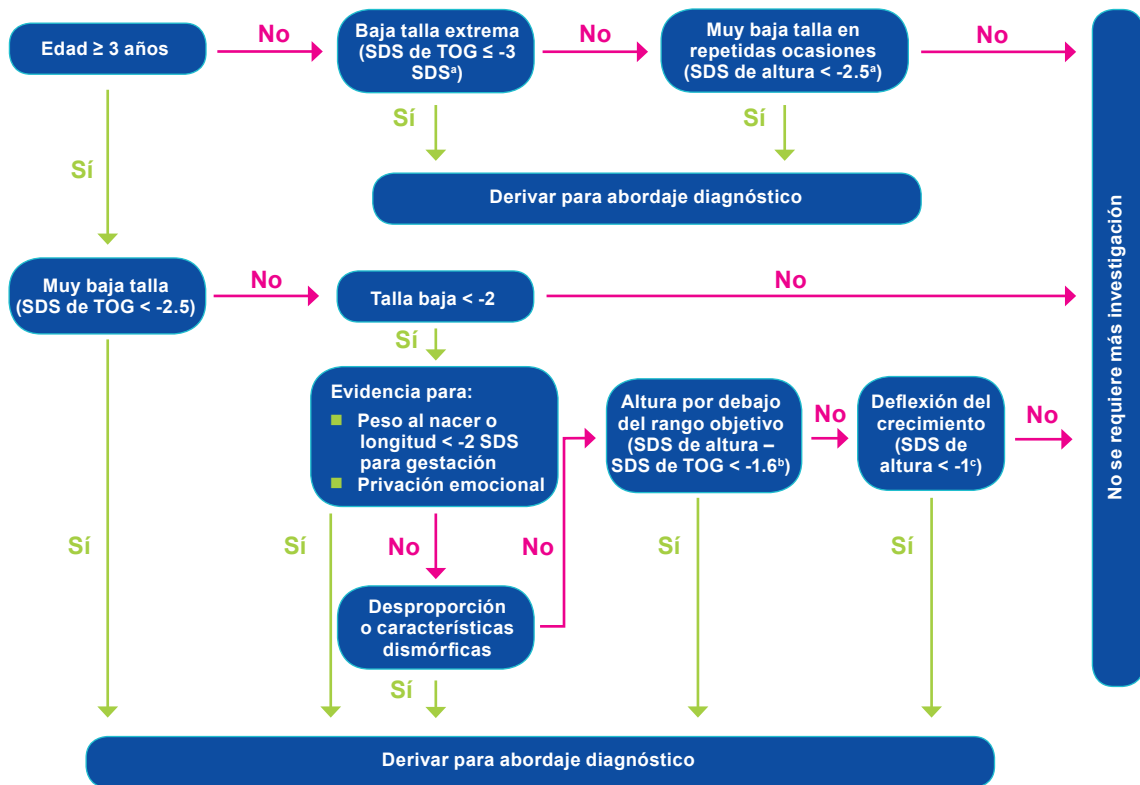 Edad ≥ 3 años
No
Baja talla extrema
(SDS de TOG ≤ -3
SDSᵃ)
No
Muy baja talla en
repetidas ocasiones
(SDS de altura < -2.5ᵃ)
No
Sí
Sí
Sí
Derivar para abordaje diagnóstico
No se requiere más investigación
Muy baja talla
(SDS de TOG < -2.5)
No
Talla baja < -2
No
Sí
Evidencia para:
Peso al nacer o
longitud < -2 SDS
para gestación
Privación emocional
Altura por debajo
del rango objetivo
(SDS de altura –
SDS de TOG < -1.6ᵇ)
No
Deflexión del
crecimiento
(SDS de
altura < -1ᶜ)
No
Sí
Sí
No
No
Sí
Sí
Desproporción
o características
dismórficas
Sí
Derivar para abordaje diagnóstico